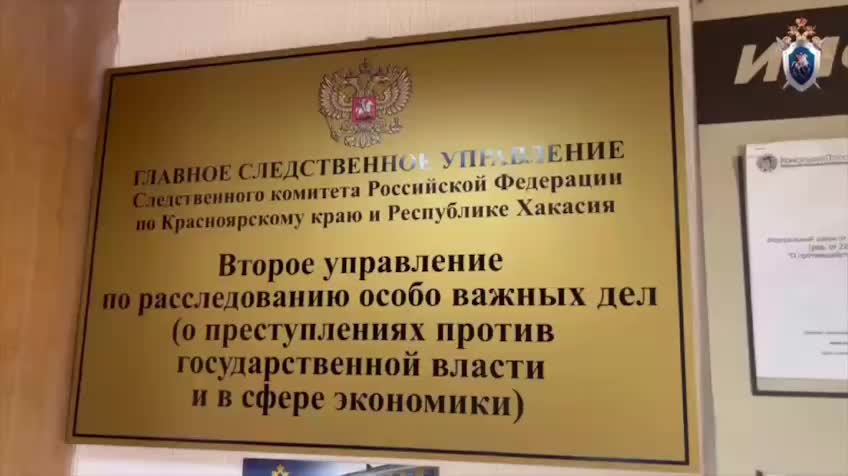 ГЛАВНОЕ СЛЕДСТВЕННОЕ УПРАВЛЕНИЕ
Следственного комитета Российской Федерации
по Красноярскому краю и Республике Хакасия
Второе управление
по расследованию особо важных дел
(о преступлениях против
государственной власти
и в сфере экономики)